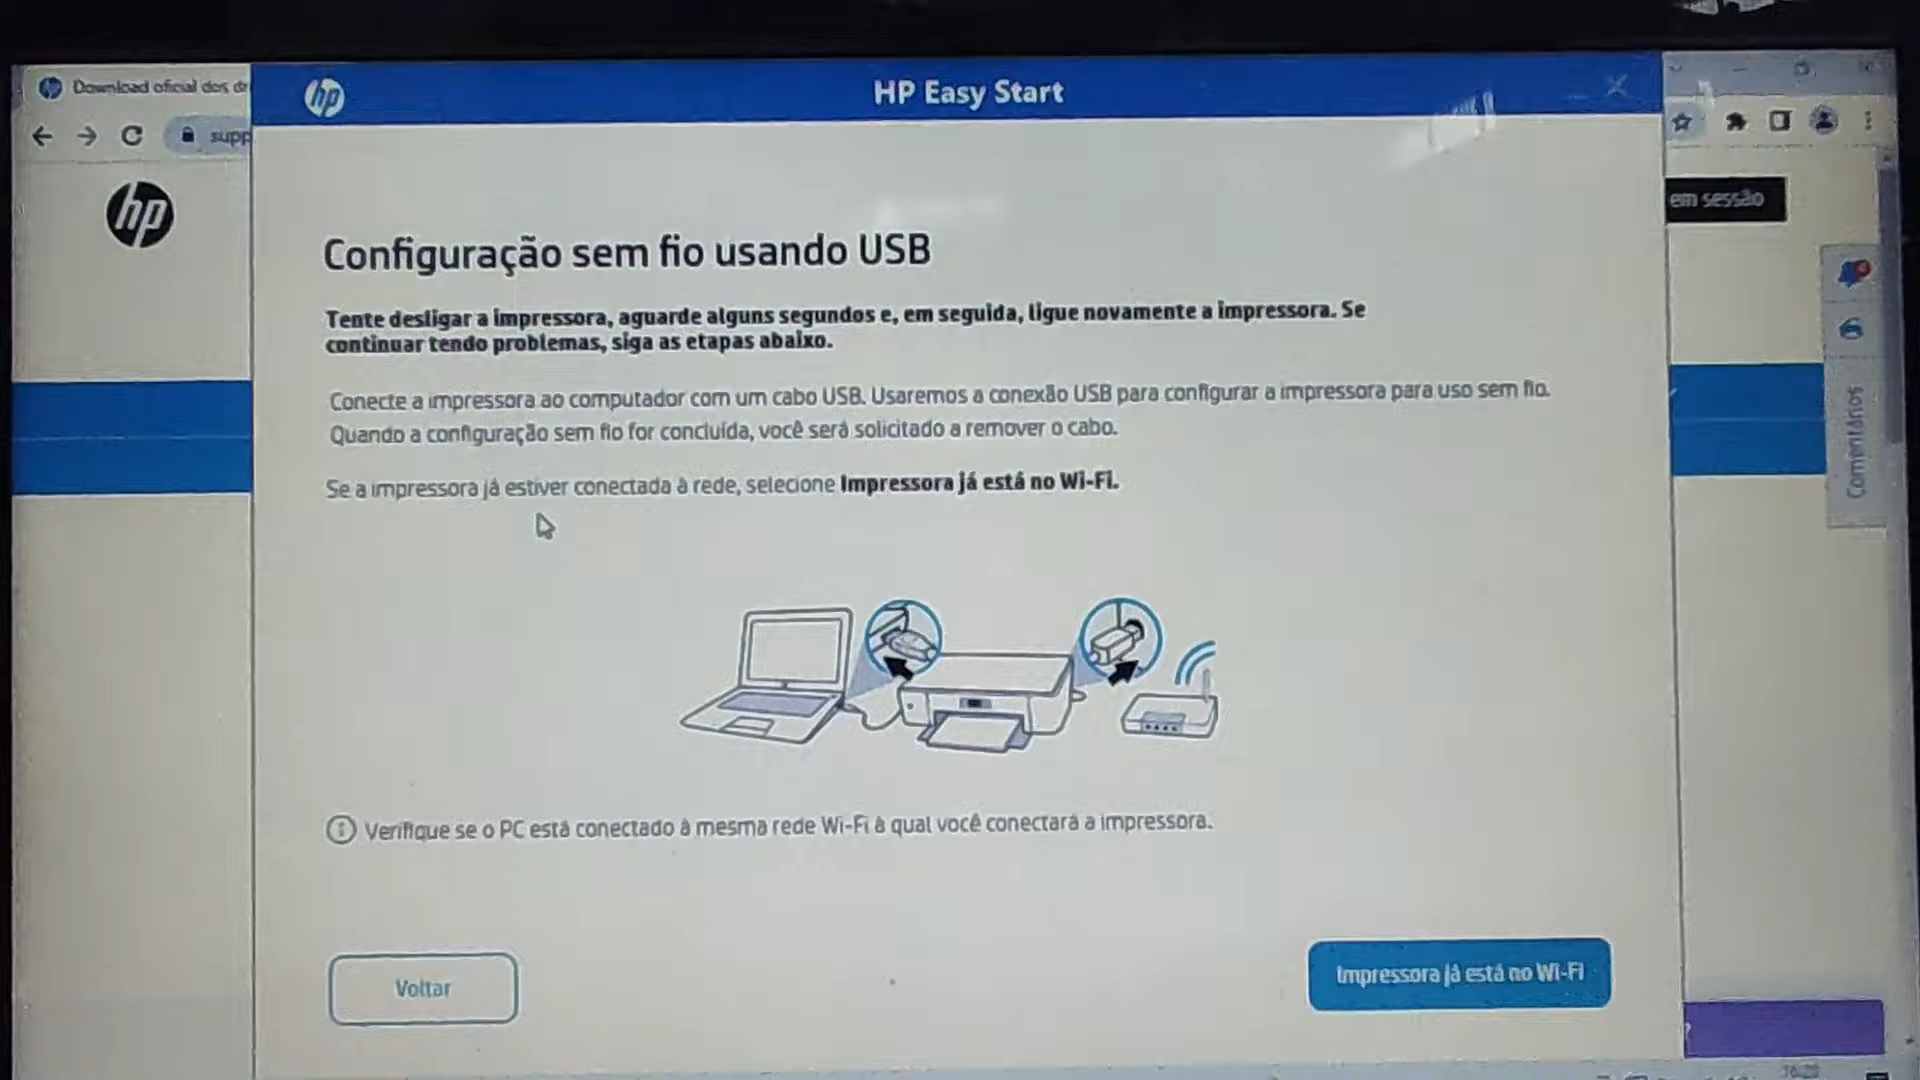 Download oficial dos dr
hp
HP Easy Start
supp
hp
em sessão
Configuração sem fio usando USB
Tente desligar a impressora, aguarde alguns segundos e, em seguida, ligue novamente a impressora. Se
continuar tendo problemas, siga as etapas abaixo.
Conecte a impressora ao computador com um cabo USB. Usaremos a conexão USB para configurar a impressora para uso sem fio.
Quando a configuração sem fio for concluída, você será solicitado a remover o cabo.
Se a impressora já estiver conectada à rede, selecione Impressora já está no Wi-Fi.
Comentários
Verifique se o PC está conectado à mesma rede Wi-Fi à qual você conectará a impressora.
Voltar
Impressora já está no Wi-Fi
?